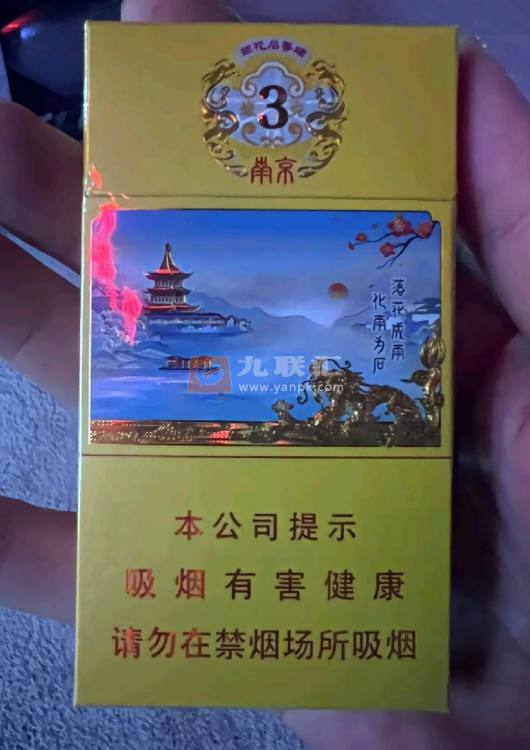 雨花石香烟
3
南京
落花成雨
化雨为石
九联汇
www.yanpk.com
本公司提示
吸烟有害健康
请勿在禁烟场所吸烟